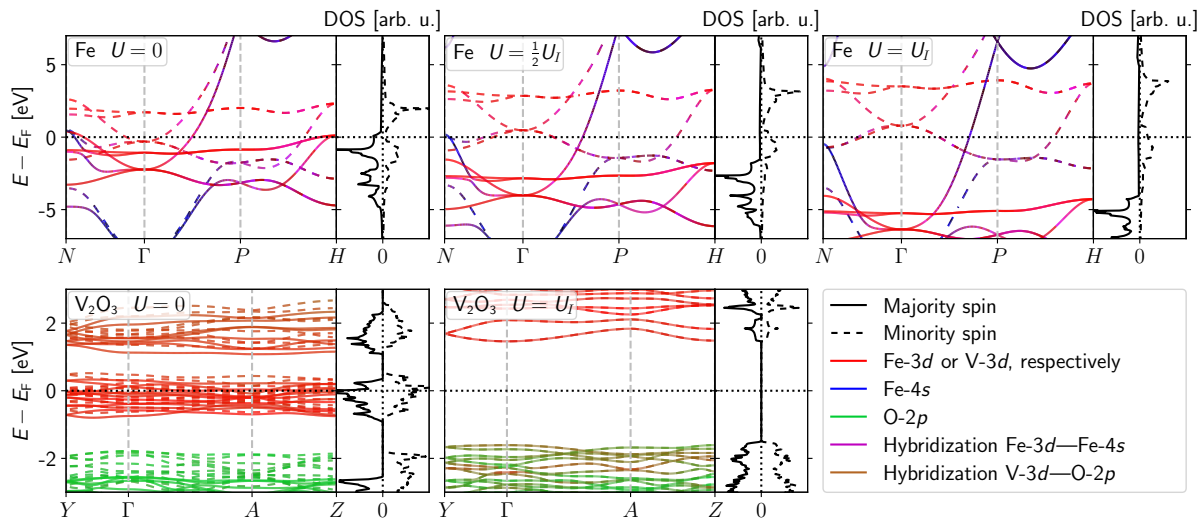 DOS [arb. u.] DOS [arb. u.] DOS [arb. u.]
Fe U = 0
Fe U = ½U_I
Fe U = U_I
E − E_F [eV]
5
0
−5
N Γ P H 0 N Γ P H 0 N Γ P H 0
V₂O₃ U = 0
V₂O₃ U = U_I
E − E_F [eV]
2
0
−2
Y Γ A Z 0 Y Γ A Z 0
Majority spin
Minority spin
Fe-3d or V-3d, respectively
Fe-4s
O-2p
Hybridization Fe-3d—Fe-4s
Hybridization V-3d—O-2p